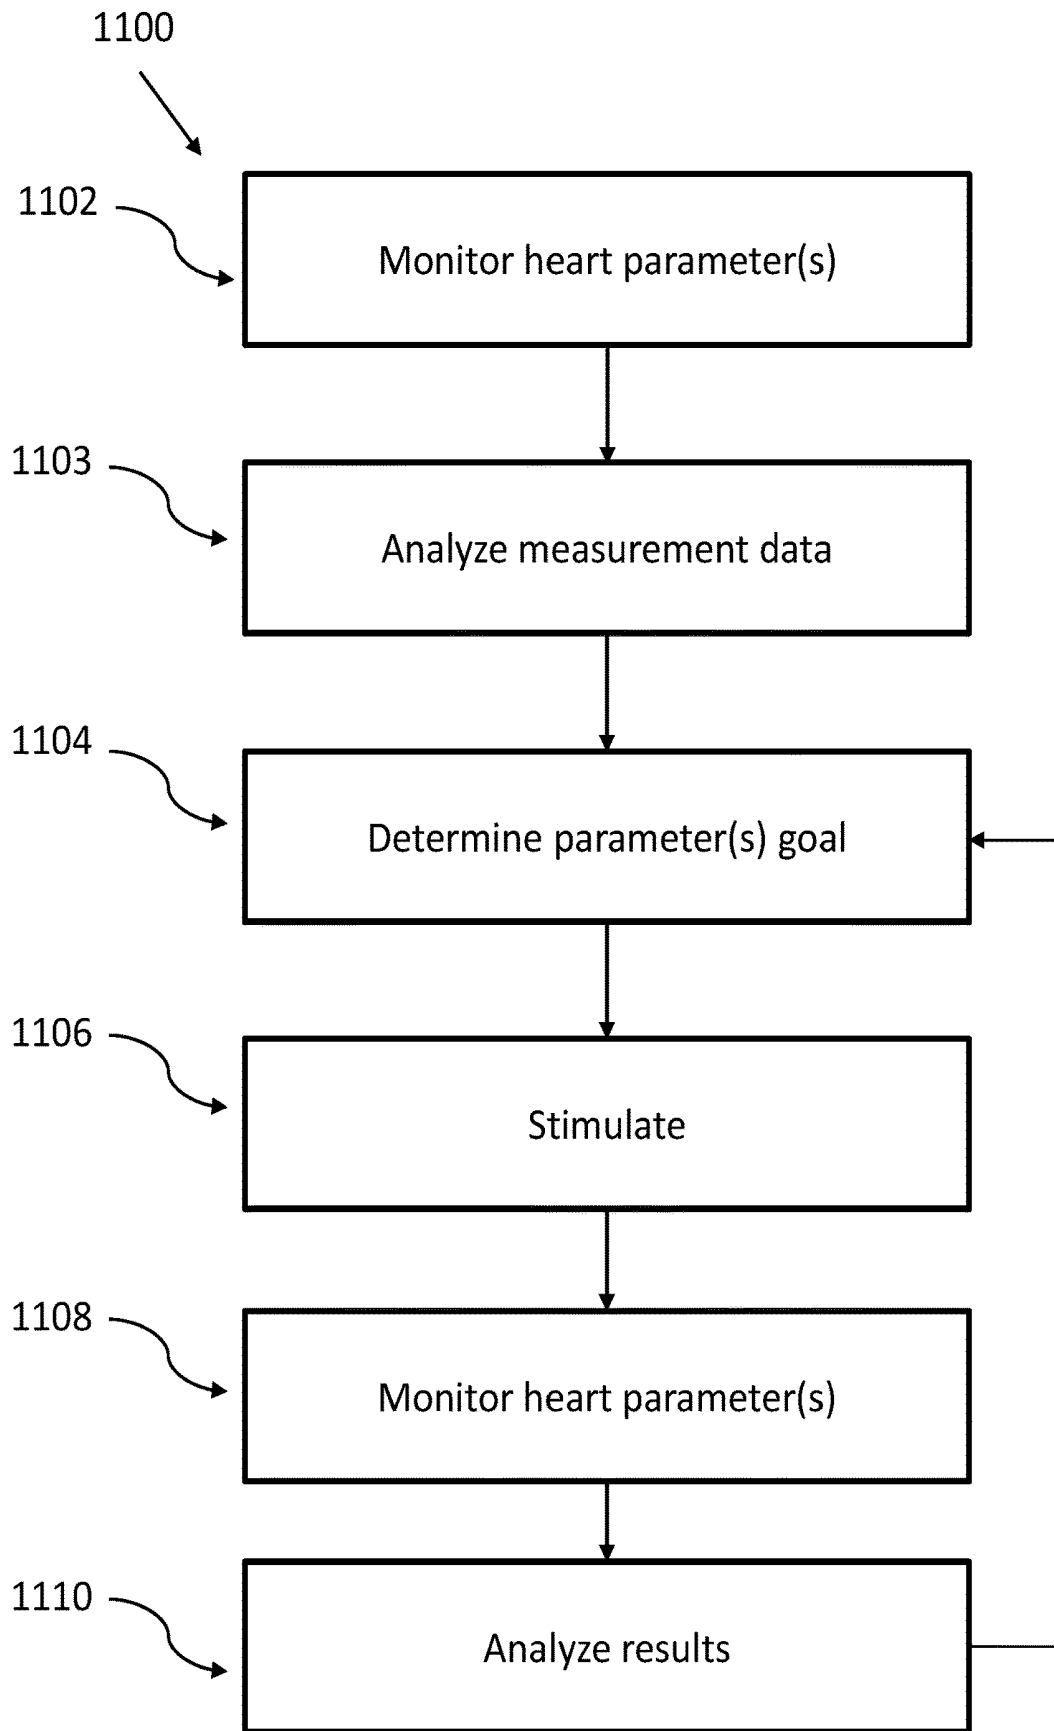 1100
1102
Monitor heart parameter(s)
1103
Analyze measurement data
1104
Determine parameter(s) goal
1106
Stimulate
1108
Monitor heart parameter(s)
1110
Analyze results